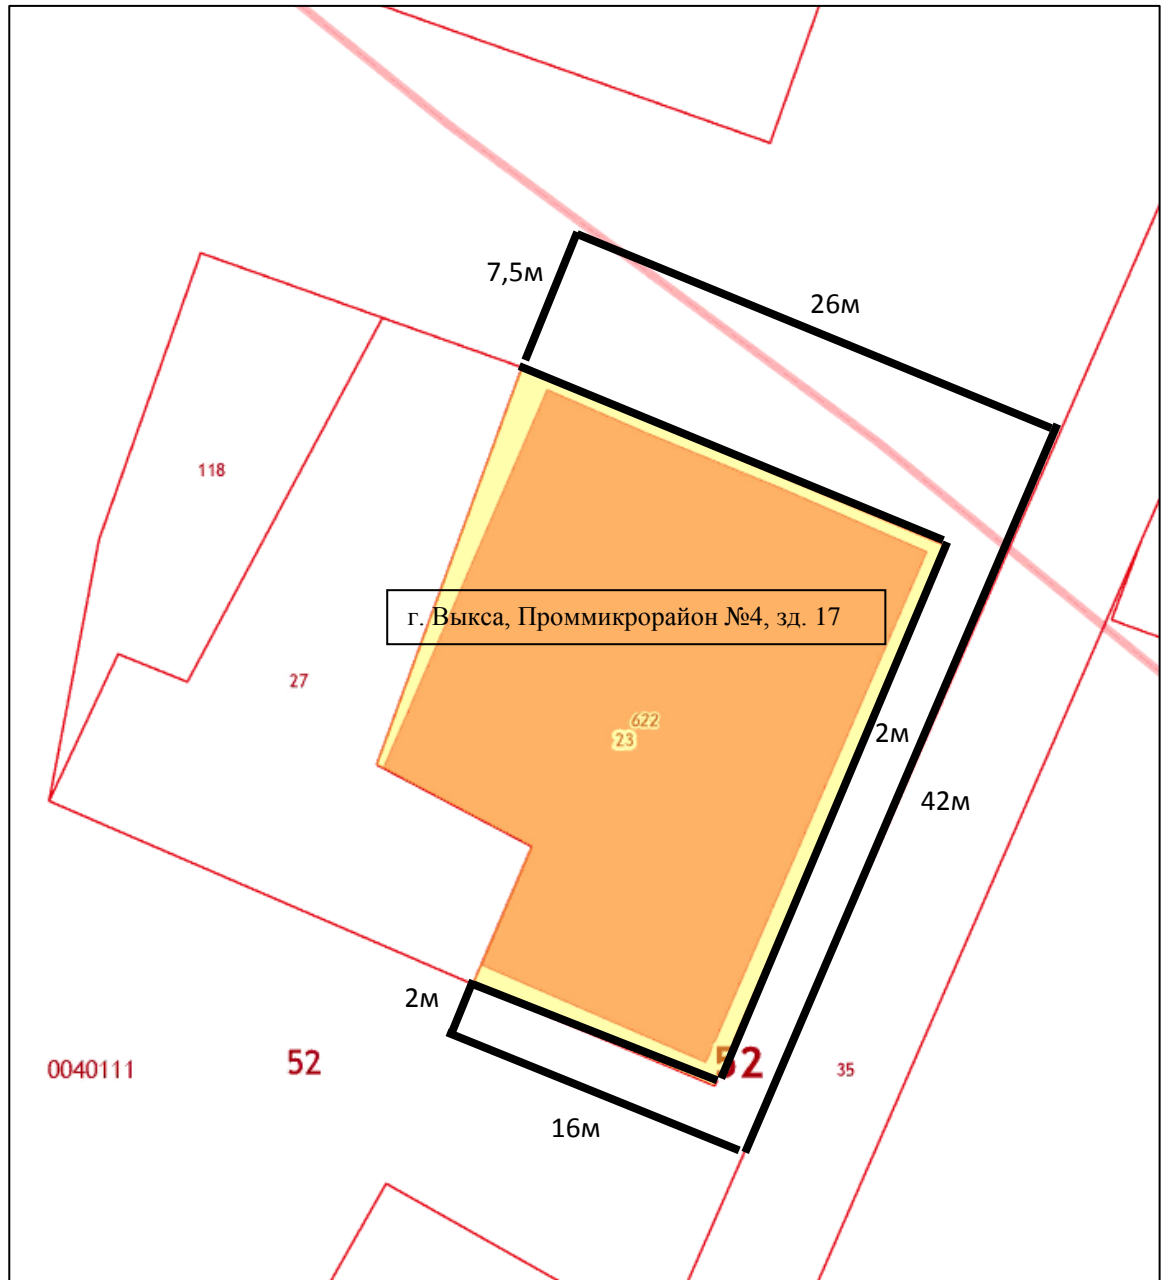 7,5м
26м
118
г. Выкса, Проммикрорайон №4, зд. 17
27
622
23
2м
42м
2м
52
52
0040111
35
16м